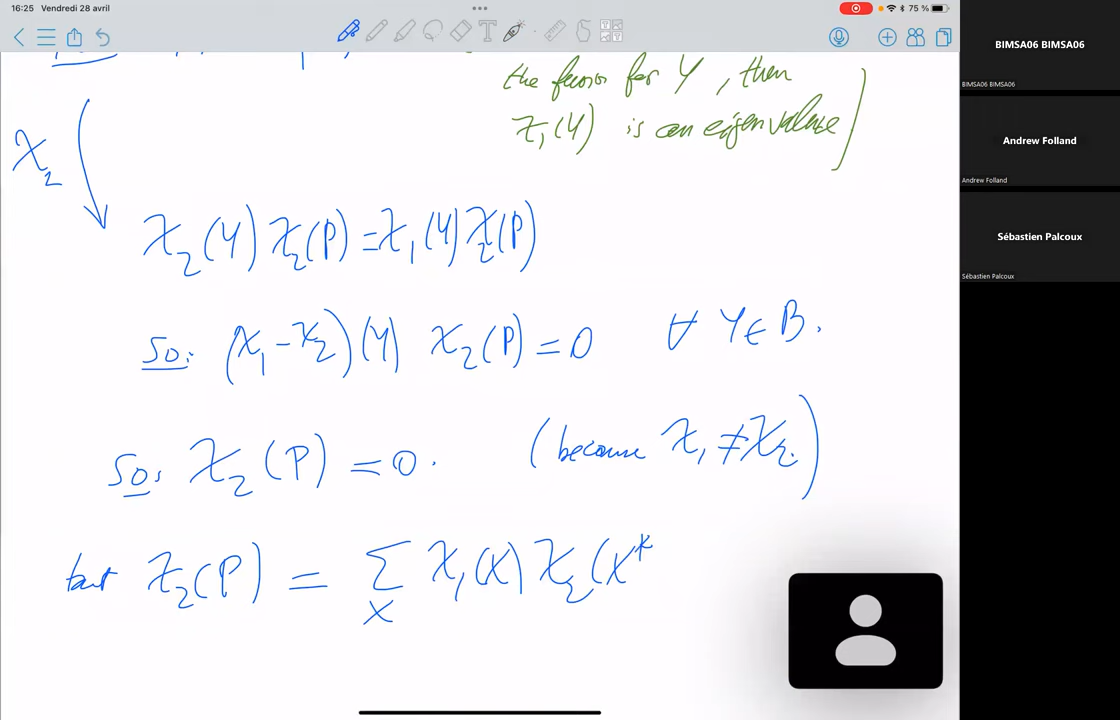 16:25 Vendredi 28 avril
75 %
the for Y, then
χ₁(Y) is an eigenvalue)
χ₂
χ₂(Y) χ₂(P) = χ₁(Y) χ₂(P)
So: (χ₁ − χ₂)(Y) χ₂(P) = 0 ∀ Y ∈ B.
So: χ₂(P) = 0. (because χ₁ ≠ χ₂.)
but χ₂(P) = ∑ χ₁(X) χ₂(X*
X
BIMSA06 BIMSA06
BIMSA06 BIMSA06
Andrew Folland
Andrew Folland
Sébastien Palcoux
Sébastien Palcoux